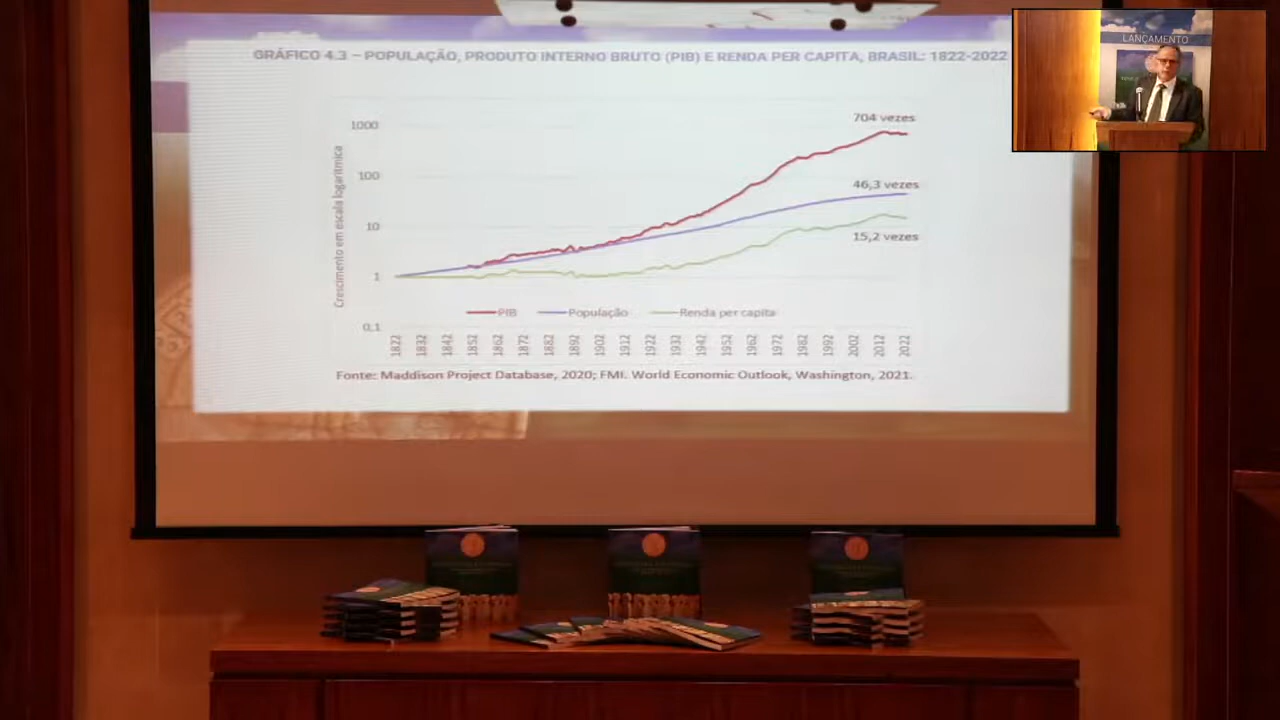 GRÁFICO 4.3 – POPULAÇÃO, PRODUTO INTERNO BRUTO (PIB) E RENDA PER CAPITA, BRASIL: 1822-2022
LANÇAMENTO
Crescimento em escala logarítmica
1000
100
10
1
0,1
704 vezes
46,3 vezes
15,2 vezes
PIB
População
Renda per capita
1822
1832
1842
1852
1862
1872
1882
1892
1902
1912
1922
1932
1942
1952
1962
1972
1982
1992
2002
2012
2022
Fonte: Maddison Project Database, 2020; FMI. World Economic Outlook, Washington, 2021.